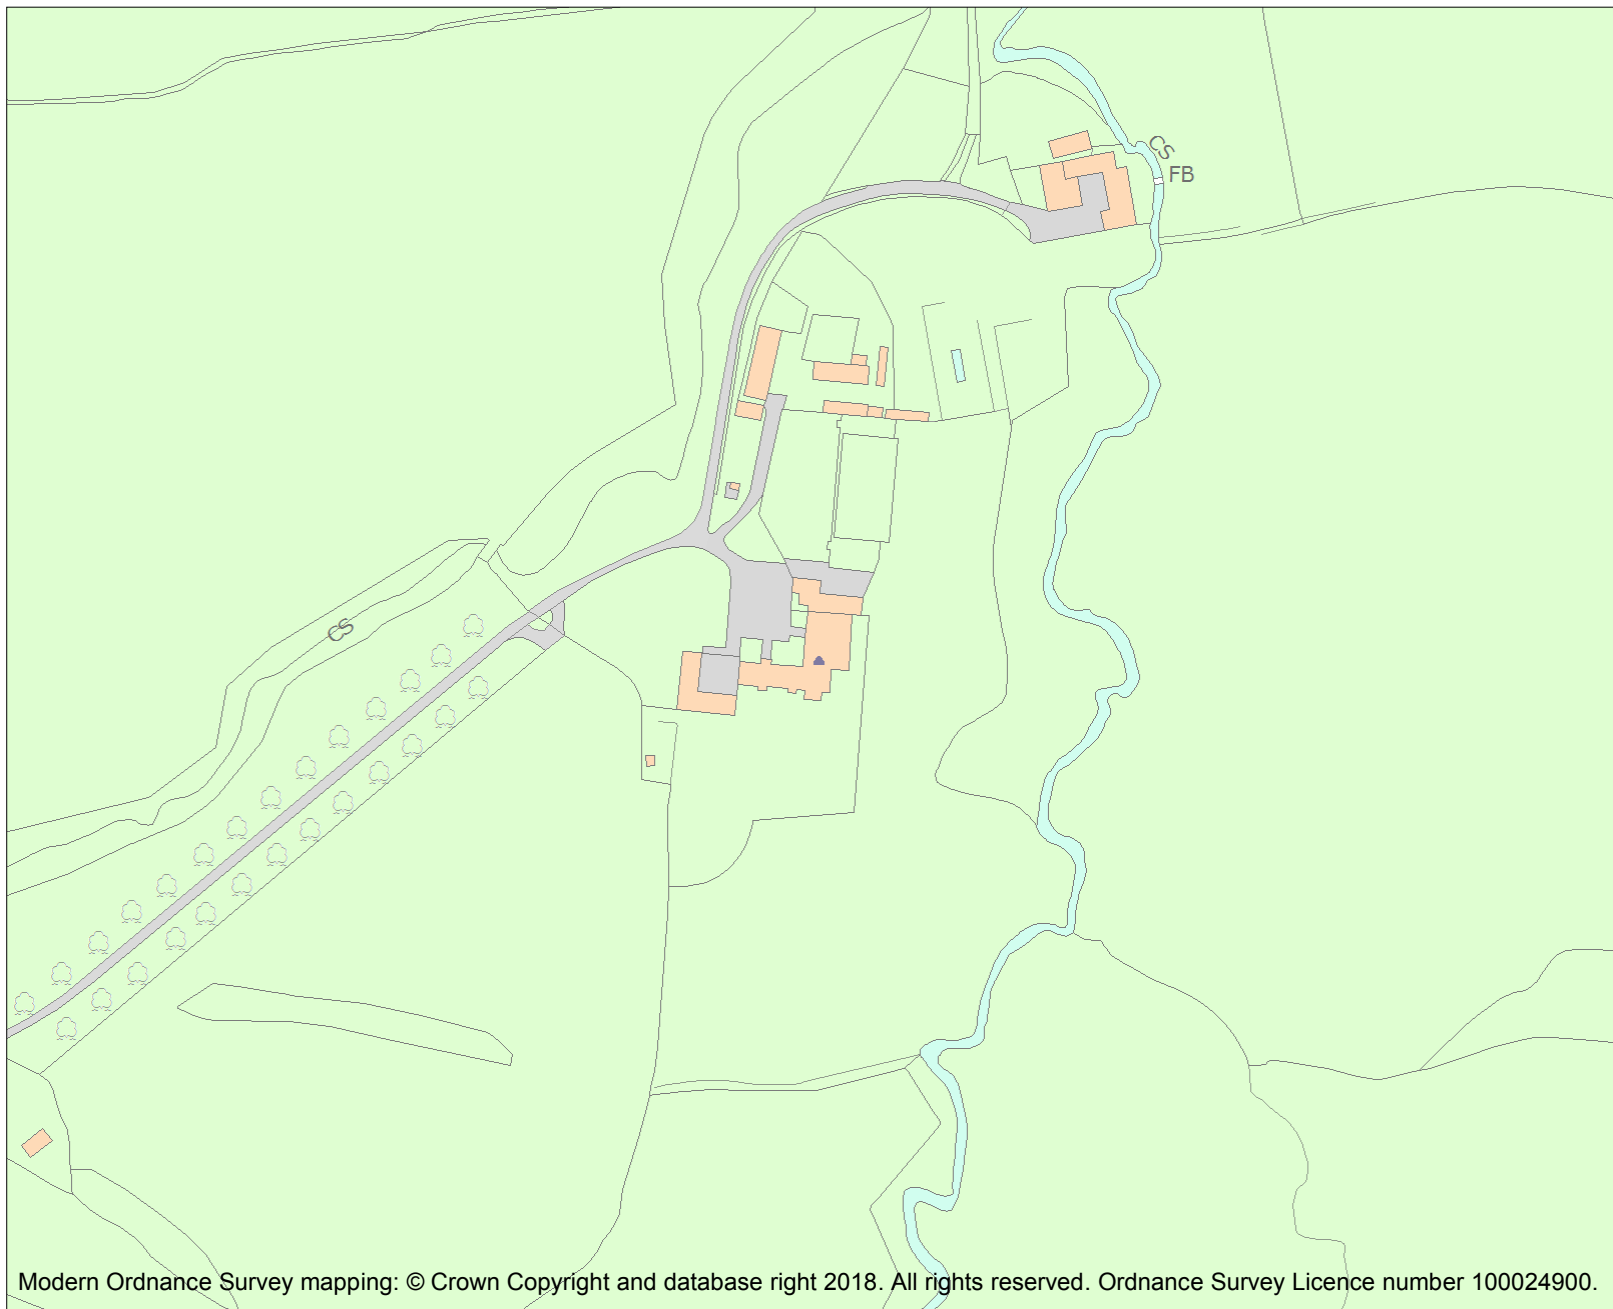 CS
FB
CS
Modern Ordnance Survey mapping: © Crown Copyright and database right 2018. All rights reserved. Ordnance Survey Licence number 100024900.